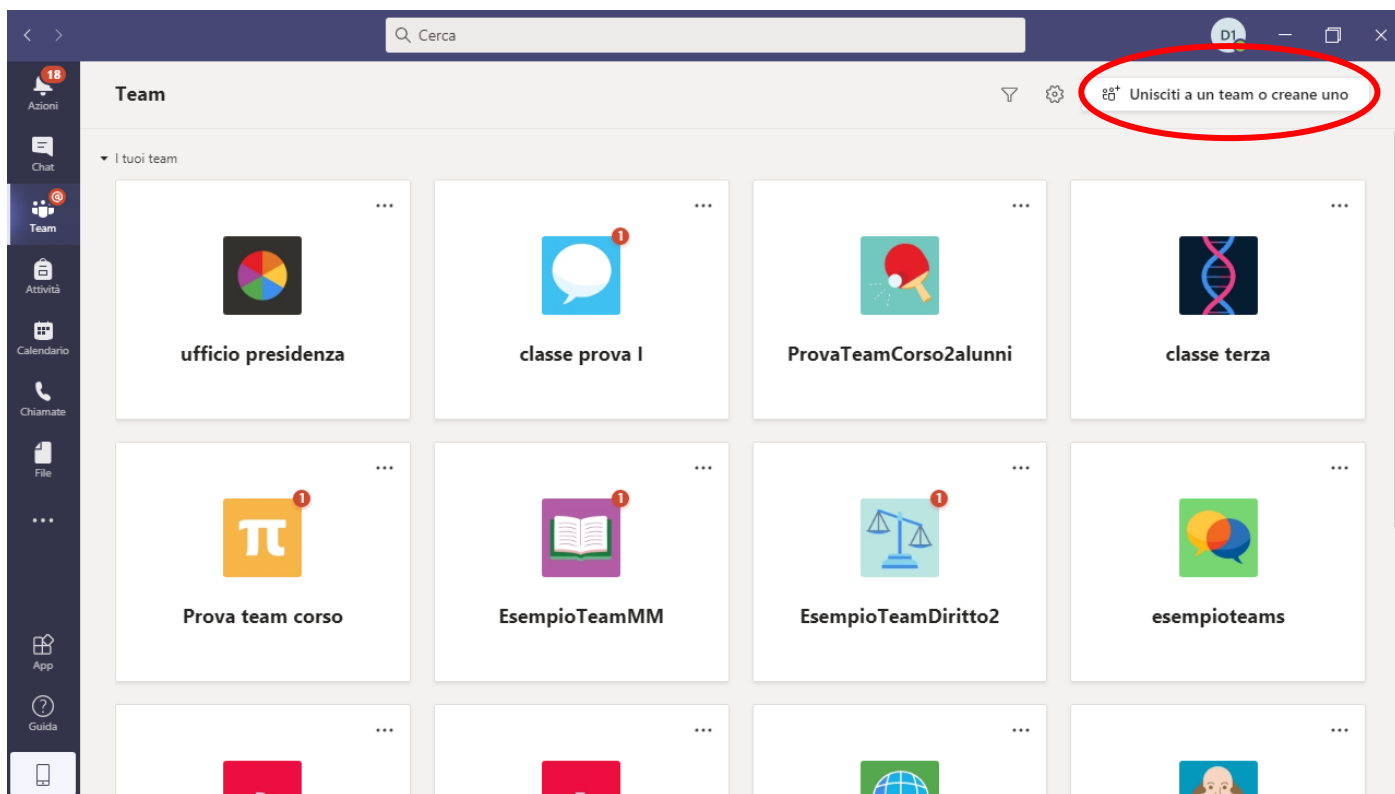 Cerca
D1
18
Azioni
Team
Unisciti a un team o creane uno
Chat
I tuoi team
@
Team
1
Attività
Calendario
ufficio presidenza
classe prova I
ProvaTeamCorso2alunni
classe terza
Chiamate
File
1
1
1
π
Prova team corso
EsempioTeamMM
EsempioTeamDiritto2
esempioteams
App
Guida